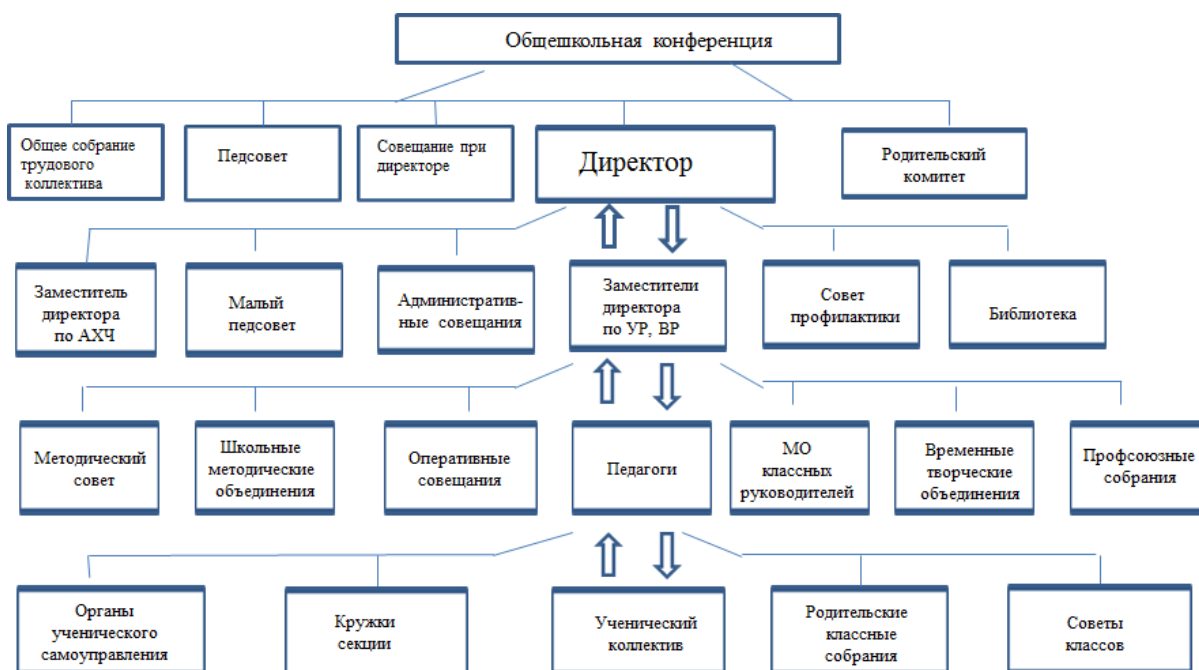 Общешкольная конференция
Общее собрание
трудового
коллектива
Педсовет
Совещание при
директоре
Директор
Родительский
комитет
Заместитель
директора
по АХЧ
Малый
педсовет
Административ-
ные совещания
Заместители
директора
по УР, ВР
Совет
профилактики
Библиотека
Методический
совет
Школьные
методические
объединения
Оперативные
совещания
Педагоги
МО
классных
руководителей
Временные
творческие
объединения
Профсоюзные
собрания
Органы
ученического
самоуправления
Кружки
секции
Ученический
коллектив
Родительские
классные
собрания
Советы
классов